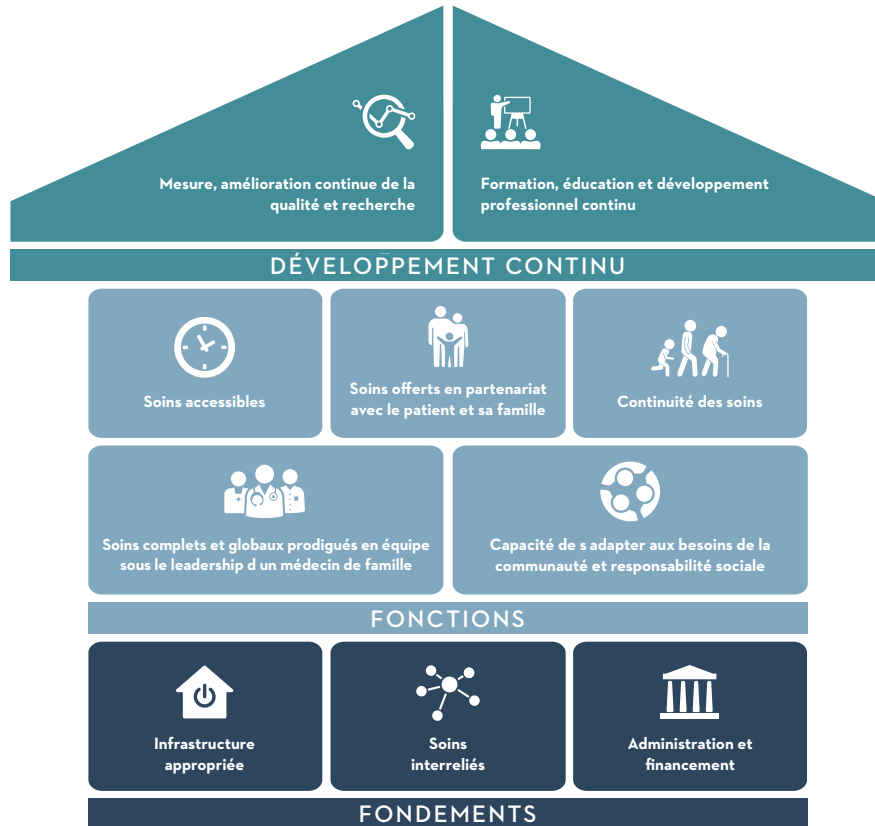 Mesure, amélioration continue de la
qualité et recherche
Formation, éducation et développement
professionnel continu
DÉVELOPPEMENT CONTINU
Soins accessibles
Soins offerts en partenariat
avec le patient et sa famille
Continuité des soins
Soins complets et globaux prodigués en équipe
sous le leadership d un médecin de famille
Capacité de s adapter aux besoins de la
communauté et responsabilité sociale
FONCTIONS
Infrastructure
appropriée
Soins
interreliés
Administration et
financement
FONDEMENTS